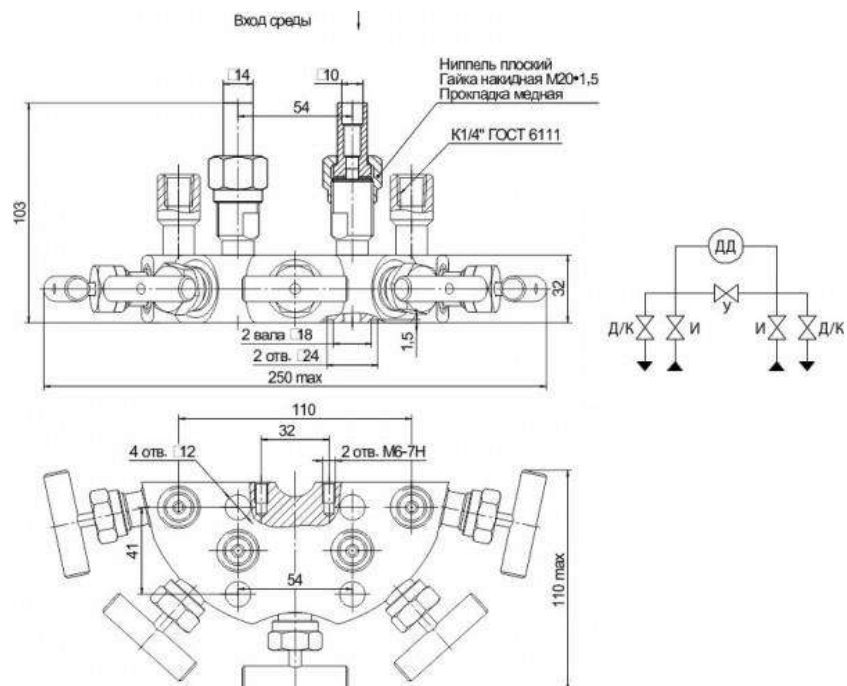 Вход среды
Ниппель плоский
Гайка накидная М20•1,5
Прокладка медная
□14
□10
54
К1/4" ГОСТ 6111
103
32
2 вала □18
1,5
2 отв. □24
250 max
ДД
У
Д/К
И
И
Д/К
110
32
4 отв. □12
2 отв. М6-7Н
41
54
110 max